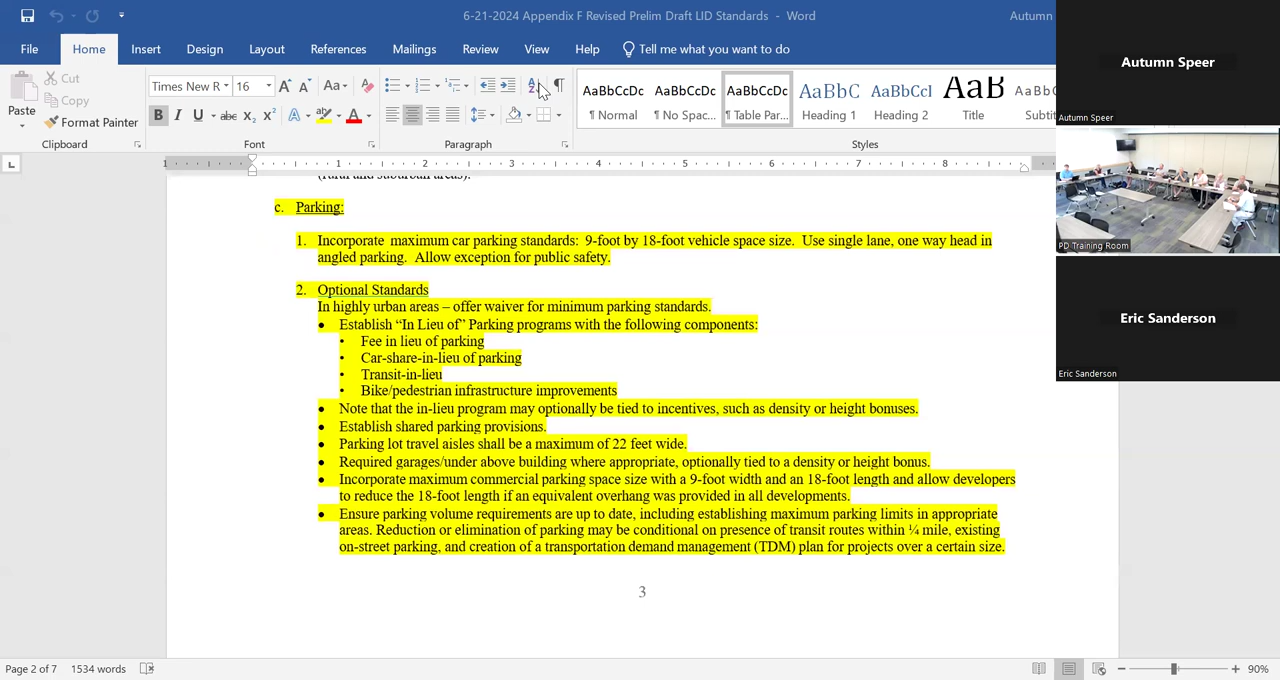 6-21-2024 Appendix F Revised Prelim Draft LID Standards - Word
Autumn
Autumn Speer
Autumn Speer
File Home Insert Design Layout References Mailings Review View Help Tell me what you want to do
Cut
Copy
Format Painter
Paste
Times New R 16
Clipboard Font Paragraph Styles
AaBbCcDc AaBbCcDc AaBbCcDc AaBbC AaBbCcI AaB AaBbC
¶ Normal ¶ No Spac... ¶ Table Par... Heading 1 Heading 2 Title Subtit
PD Training Room
Eric Sanderson
Eric Sanderson
1 1 2 3 4 5 6 7 8
(rural and suburban areas).
c. Parking:
1. Incorporate maximum car parking standards: 9-foot by 18-foot vehicle space size. Use single lane, one way head in
angled parking. Allow exception for public safety.
2. Optional Standards
In highly urban areas – offer waiver for minimum parking standards.
• Establish “In Lieu of” Parking programs with the following components:
• Fee in lieu of parking
• Car-share-in-lieu of parking
• Transit-in-lieu
• Bike/pedestrian infrastructure improvements
• Note that the in-lieu program may optionally be tied to incentives, such as density or height bonuses.
• Establish shared parking provisions.
• Parking lot travel aisles shall be a maximum of 22 feet wide.
• Required garages/under above building where appropriate, optionally tied to a density or height bonus.
• Incorporate maximum commercial parking space size with a 9-foot width and an 18-foot length and allow developers
to reduce the 18-foot length if an equivalent overhang was provided in all developments.
• Ensure parking volume requirements are up to date, including establishing maximum parking limits in appropriate
areas. Reduction or elimination of parking may be conditional on presence of transit routes within ¼ mile, existing
on-street parking, and creation of a transportation demand management (TDM) plan for projects over a certain size.
3
Page 2 of 7 1534 words 90%